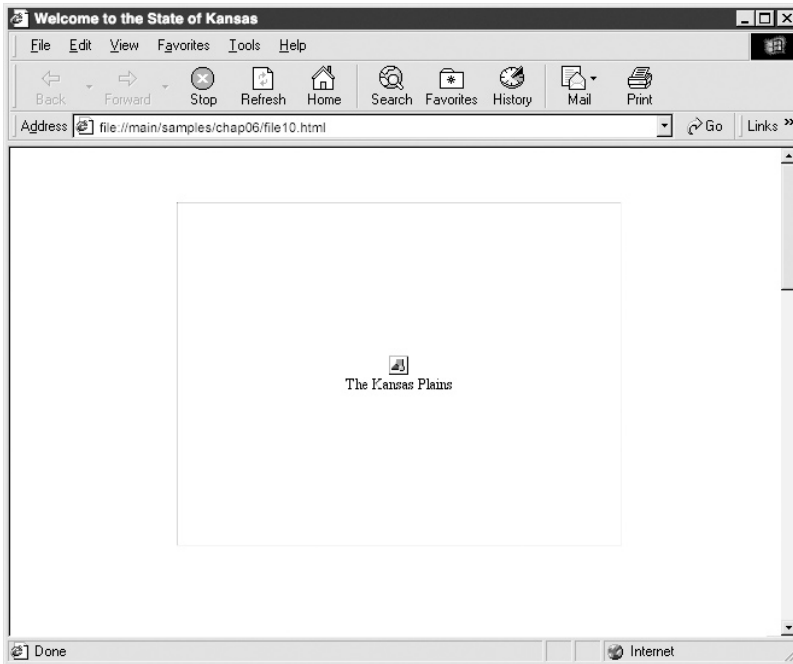 Welcome to the State of Kansas
File Edit View Favorites Tools Help
Back Forward Stop Refresh Home Search Favorites History Mail Print
Address file://main/samples/chap06/file10.html Go Links »
The Kansas Plains
Done Internet